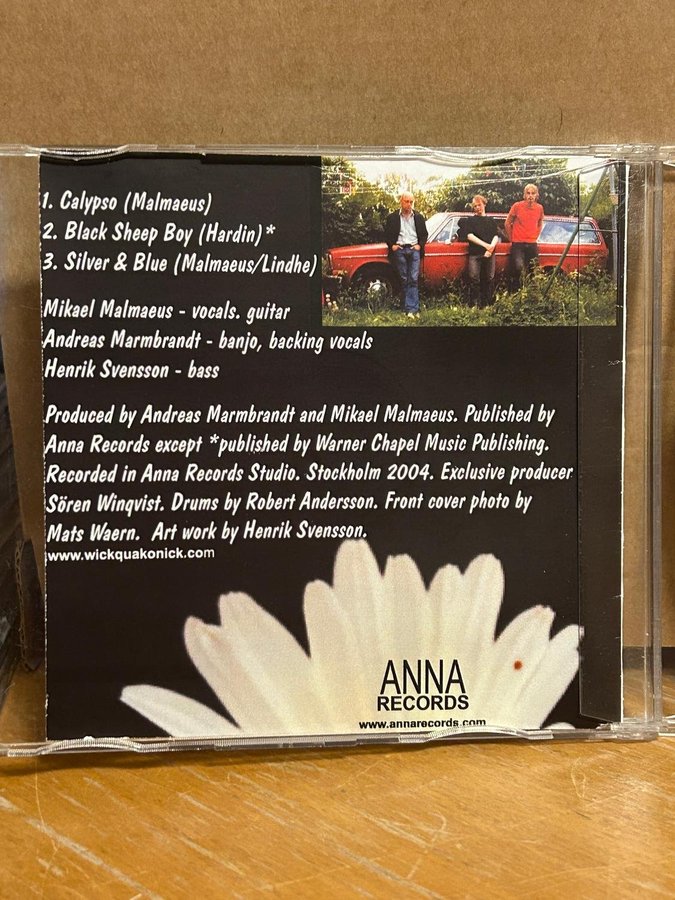 1. Calypso (Malmaeus)
2. Black Sheep Boy (Hardin)*
3. Silver & Blue (Malmaeus/Lindhe)
Mikael Malmaeus - vocals. guitar
Andreas Marmbrandt - banjo, backing vocals
Henrik Svensson - bass
Produced by Andreas Marmbrandt and Mikael Malmaeus. Published by
Anna Records except *published by Warner Chapel Music Publishing.
Recorded in Anna Records Studio. Stockholm 2004. Exclusive producer
Sören Winqvist. Drums by Robert Andersson. Front cover photo by
Mats Waern. Art work by Henrik Svensson.
www.wickquakonick.com
ANNA
RECORDS
www.annarecords.com